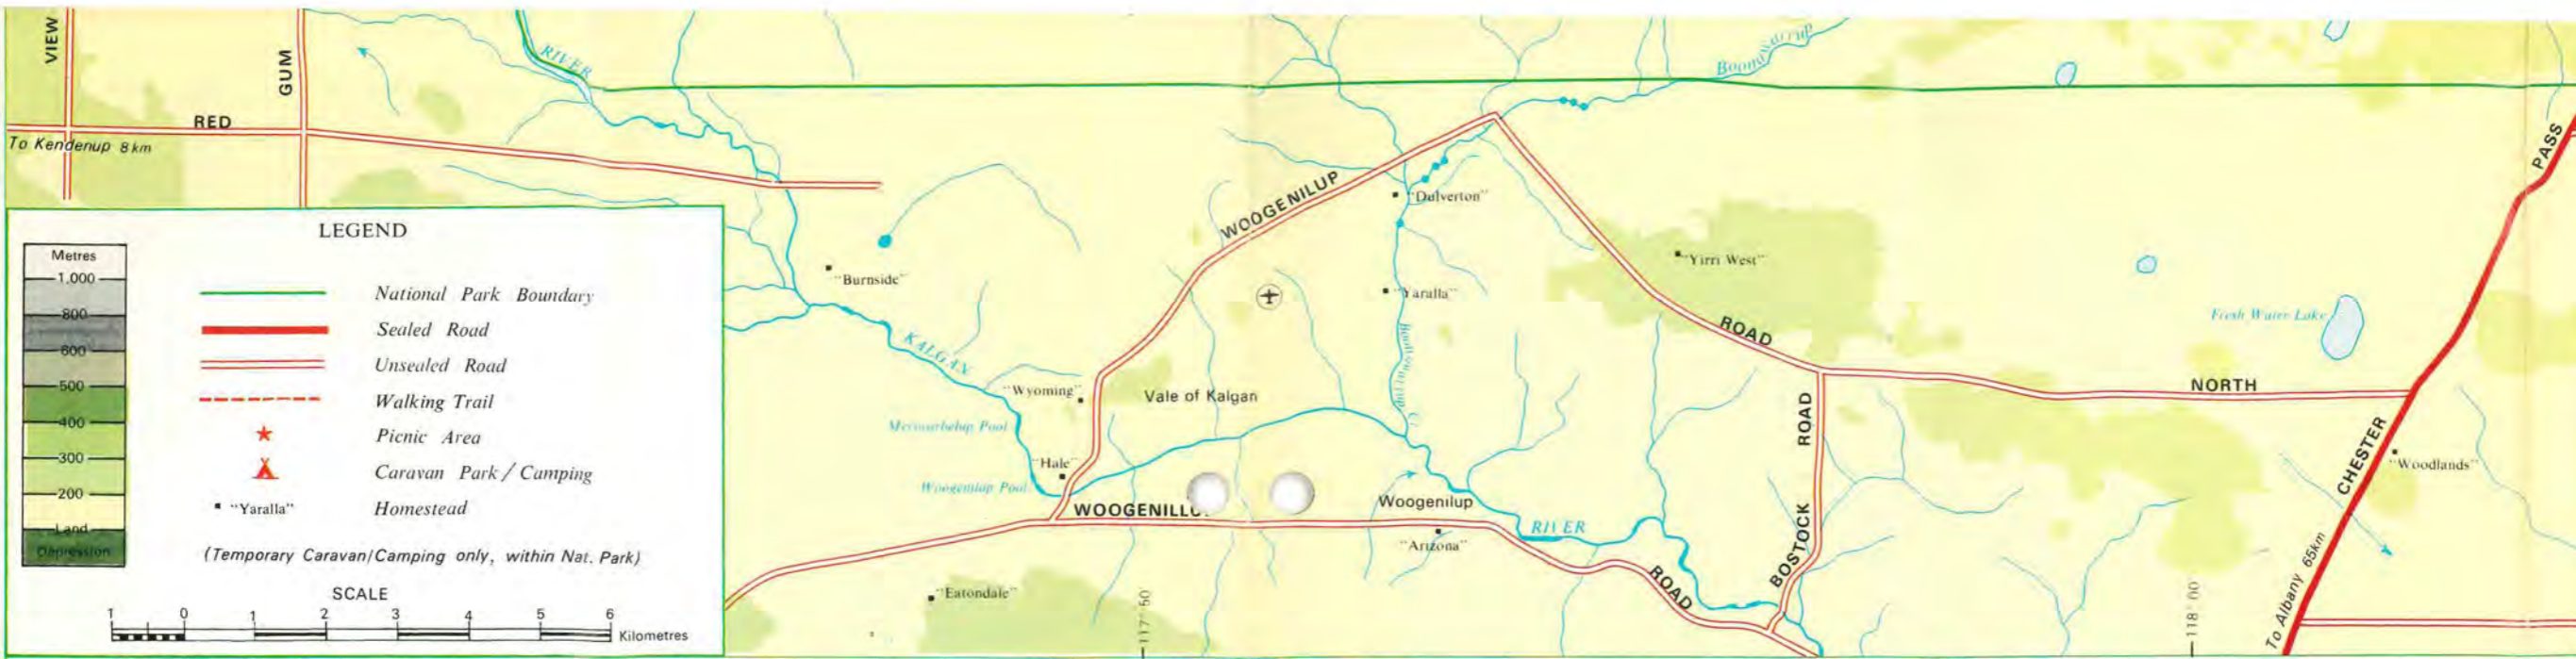 VIEW
GUM
RED
To Kendenup 8km
RIVER
WOOGENILUP
"Dulverton"
"Yirri West"
"Yaralla"
PASS
"Burnside"
KALGAN
"Wyoming"
Vale of Kalgan
"Hale"
Woogenilup Pool
WOOGENILLU
Woogenilup
"Arizona"
RIVER
ROAD
ROAD
ROAD
BOSTOCK
NORTH
Fresh Water Lake
CHESTER
"Woodlands"
To Albany 65km
"Eatondale"
117° 50'
118° 00'
LEGEND
Metres
1,000
800
600
500
400
300
200
Land
Depression
National Park Boundary
Sealed Road
Unsealed Road
Walking Trail
Picnic Area
Caravan Park / Camping
"Yaralla" Homestead
(Temporary Caravan/Camping only, within Nat. Park)
SCALE
1 0 1 2 3 4 5 6
Kilometres